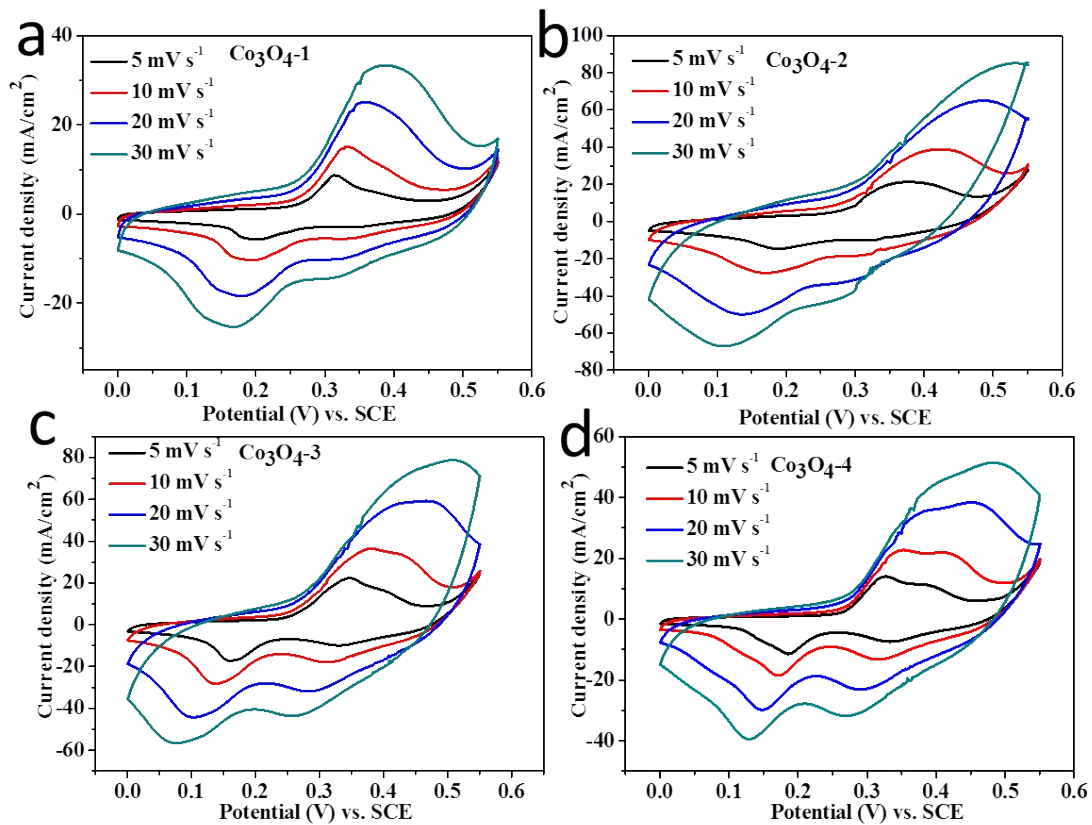 a
Co3O4-1
5 mV s-1
10 mV s-1
20 mV s-1
30 mV s-1
40
20
0
-20
Current density (mA/cm2)
0.0 0.1 0.2 0.3 0.4 0.5 0.6
Potential (V) vs. SCE
b
Co3O4-2
5 mV s-1
10 mV s-1
20 mV s-1
30 mV s-1
100
80
60
40
20
0
-20
-40
-60
-80
Current density (mA/cm2)
0.0 0.1 0.2 0.3 0.4 0.5 0.6
Potential (V) vs. SCE
c
Co3O4-3
5 mV s-1
10 mV s-1
20 mV s-1
30 mV s-1
80
60
40
20
0
-20
-40
-60
Current density (mA/cm2)
0.0 0.1 0.2 0.3 0.4 0.5 0.6
Potential (V) vs. SCE
d
Co3O4-4
5 mV s-1
10 mV s-1
20 mV s-1
30 mV s-1
60
40
20
0
-20
-40
Current density (mA/cm2)
0.0 0.1 0.2 0.3 0.4 0.5 0.6
Potential (V) vs. SCE